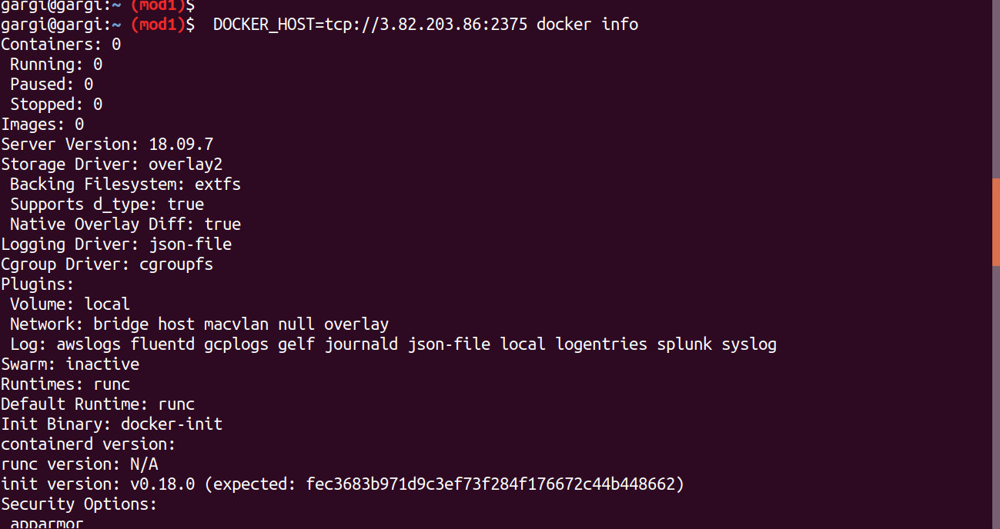 gargi@gargi:~ (mod1)$
gargi@gargi:~ (mod1)$  DOCKER_HOST=tcp://3.82.203.86:2375 docker info
Containers: 0
 Running: 0
 Paused: 0
 Stopped: 0
Images: 0
Server Version: 18.09.7
Storage Driver: overlay2
 Backing Filesystem: extfs
 Supports d_type: true
 Native Overlay Diff: true
Logging Driver: json-file
Cgroup Driver: cgroupfs
Plugins:
 Volume: local
 Network: bridge host macvlan null overlay
 Log: awslogs fluentd gcplogs gelf journald json-file local logentries splunk syslog
Swarm: inactive
Runtimes: runc
Default Runtime: runc
Init Binary: docker-init
containerd version:
runc version: N/A
init version: v0.18.0 (expected: fec3683b971d9c3ef73f284f176672c44b448662)
Security Options:
 apparmor